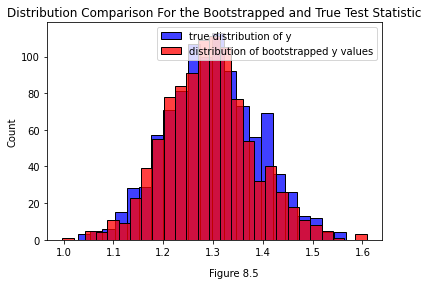 Distribution Comparison For the Bootstrapped and True Test Statistic
true distribution of y
distribution of bootstrapped y values
Count
100
80
60
40
20
0
1.0 1.1 1.2 1.3 1.4 1.5 1.6
Figure 8.5